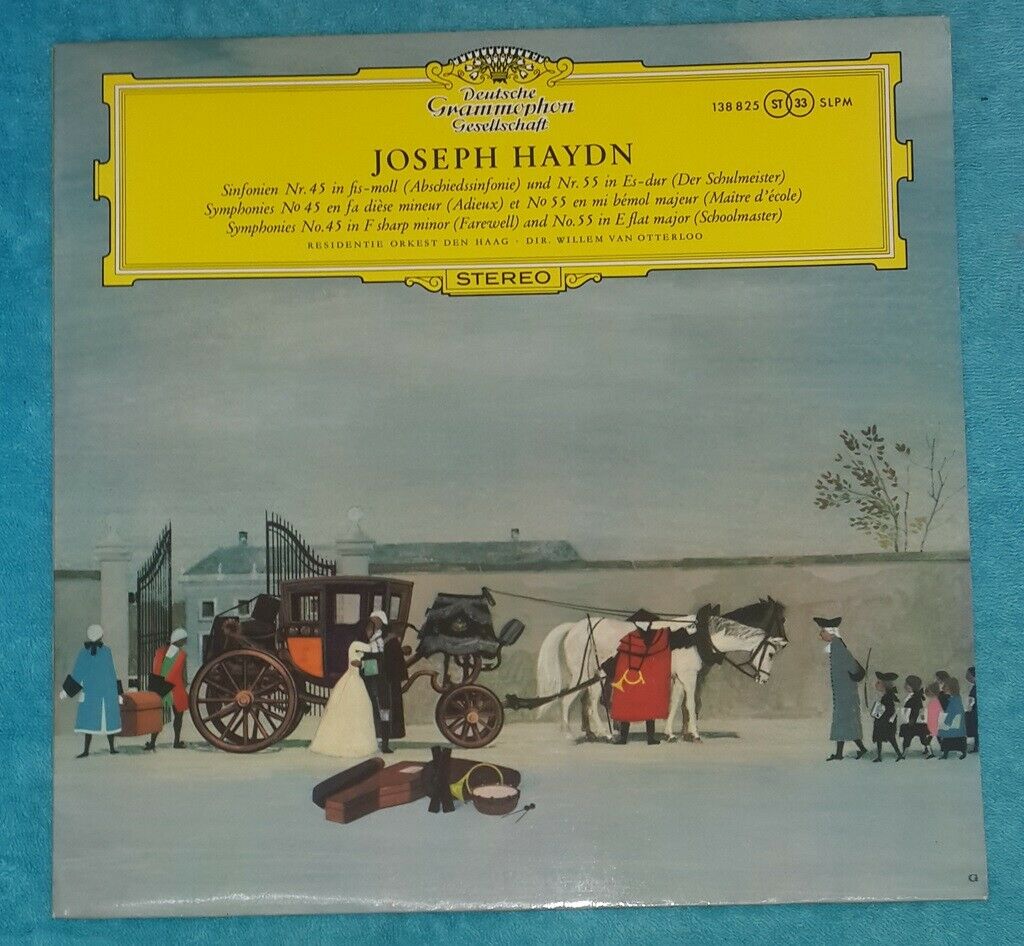 Deutsche
Grammophon
Gesellschaft
138 825 ST 33 SLPM
JOSEPH HAYDN
Sinfonien Nr. 45 in fis-moll (Abschiedssinfonie) und Nr. 55 in Es-dur (Der Schulmeister)
Symphonies No 45 en fa dièse mineur (Adieux) et No 55 en mi bémol majeur (Maître d'école)
Symphonies No. 45 in F sharp minor (Farewell) and No. 55 in E flat major (Schoolmaster)
RESIDENTIE ORKEST DEN HAAG · DIR. WILLEM VAN OTTERLOO
STEREO
G